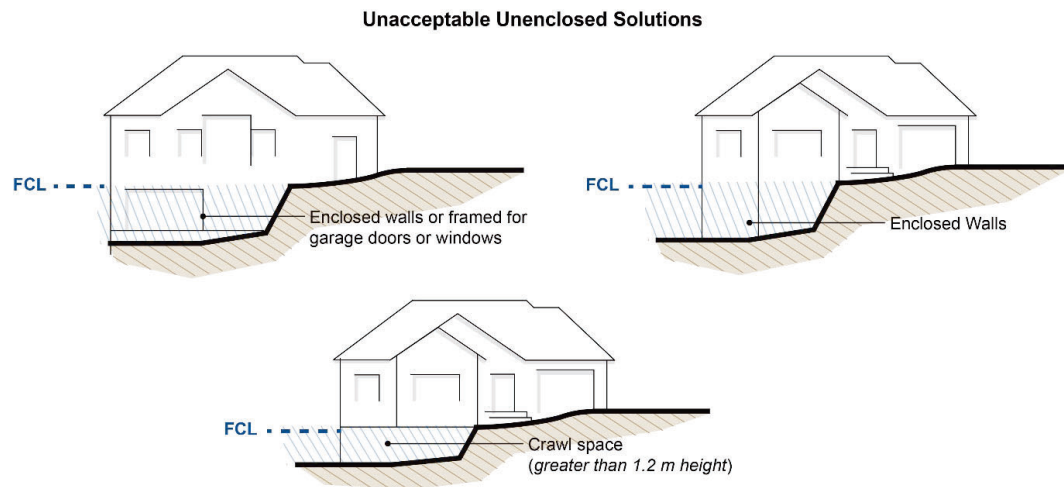 Unacceptable Unenclosed Solutions
FCL
Enclosed walls or framed for
garage doors or windows
FCL
Enclosed Walls
FCL
Crawl space
(greater than 1.2 m height)